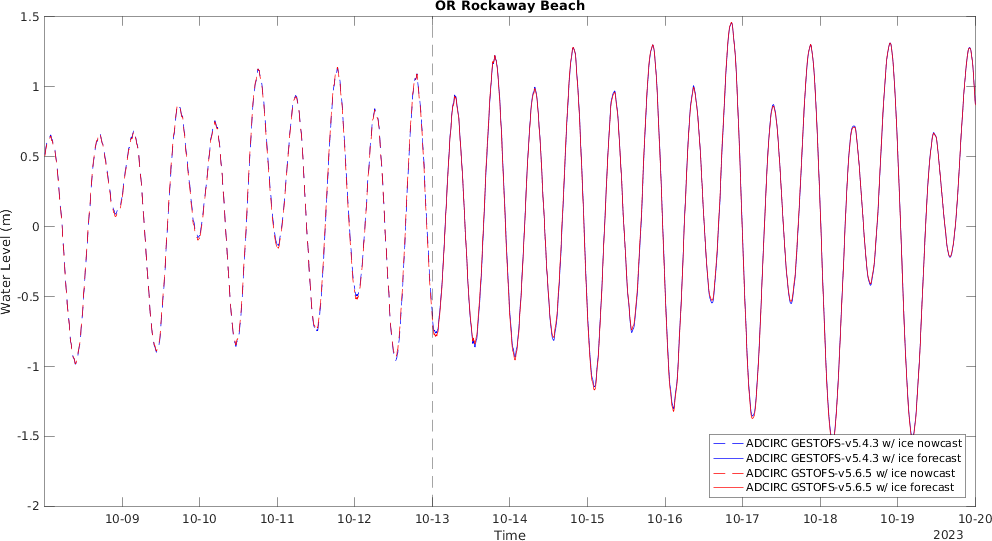 OR Rockaway Beach
1.5
1
0.5
0
-0.5
-1
-1.5
-2
Water Level (m)
ADCIRC GESTOFS-v5.4.3 w/ ice nowcast
ADCIRC GESTOFS-v5.4.3 w/ ice forecast
ADCIRC GSTOFS-v5.6.5 w/ ice nowcast
ADCIRC GSTOFS-v5.6.5 w/ ice forecast
10-09 10-10 10-11 10-12 10-13 10-14 10-15 10-16 10-17 10-18 10-19 10-20
Time
2023